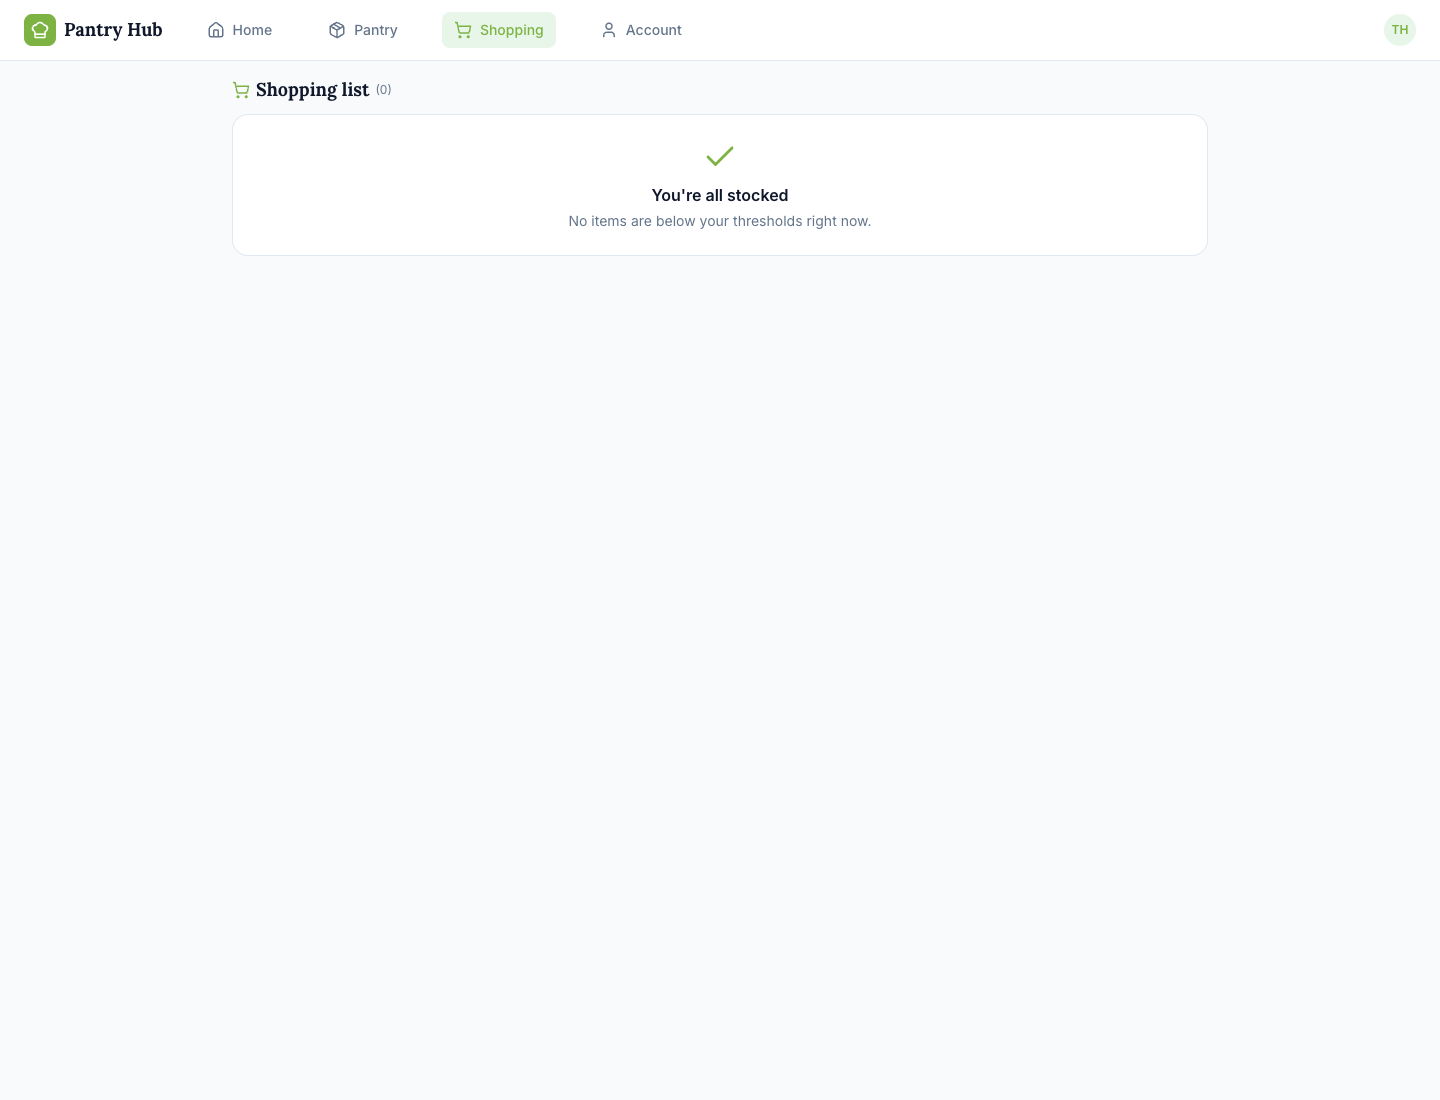 Pantry Hub
Home
Pantry
Shopping
Account
TH
Shopping list (0)
You're all stocked
No items are below your thresholds right now.